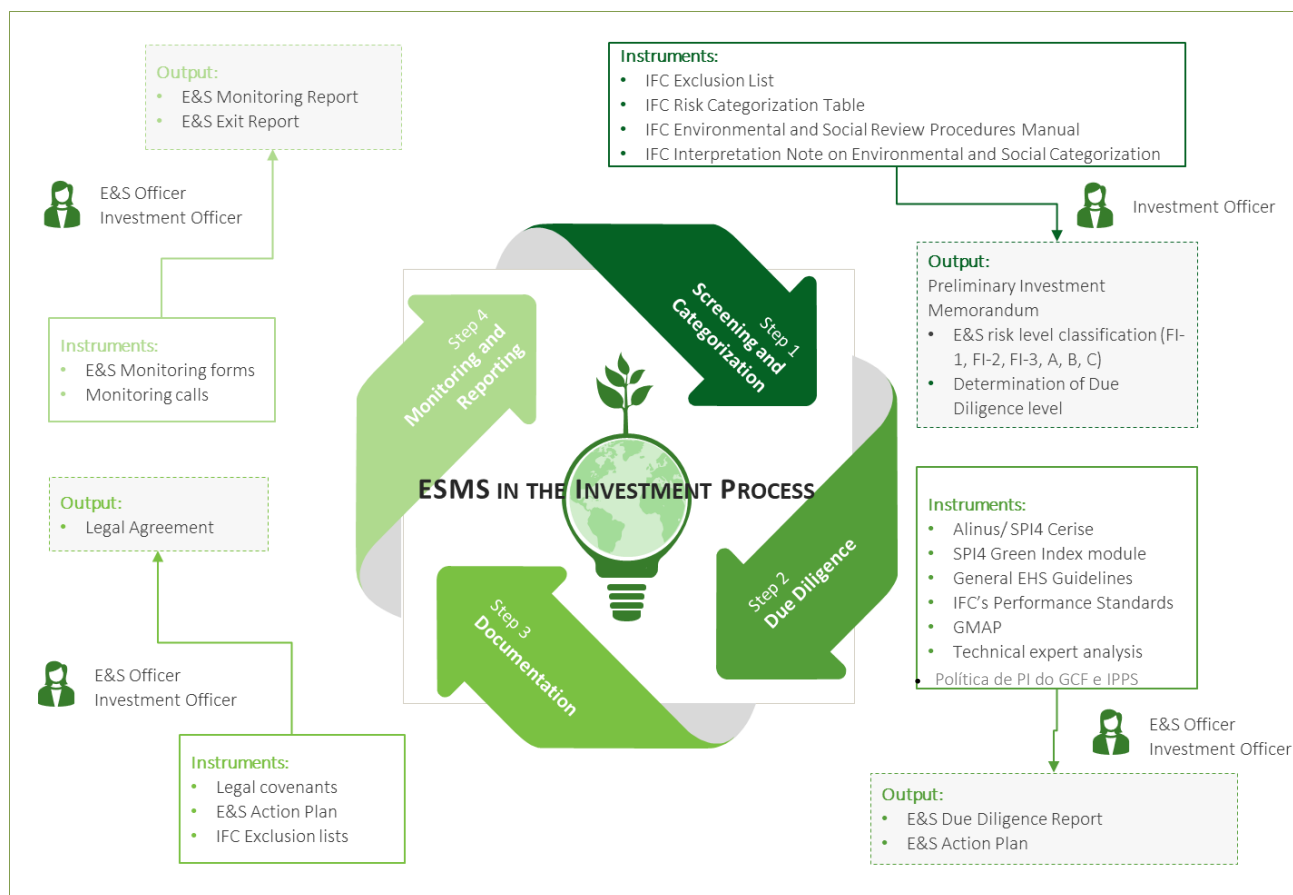 Output:
• E&S Monitoring Report
• E&S Exit Report
E&S Officer
Investment Officer
Instruments:
• E&S Monitoring forms
• Monitoring calls
Instruments:
• IFC Exclusion List
• IFC Risk Categorization Table
• IFC Environmental and Social Review Procedures Manual
• IFC Interpretation Note on Environmental and Social Categorization
Investment Officer
Output:
Preliminary Investment
Memorandum
• E&S risk level classification (FI-
1, FI-2, FI-3, A, B, C)
• Determination of Due
Diligence level
Step 1
Screening and
Categorization
Step 4
Monitoring and
Reporting
ESMS IN THE INVESTMENT PROCESS
Step 2
Due Diligence
Step 3
Documentation
Instruments:
• Alinus/ SPI4 Cerise
• SPI4 Green Index module
• General EHS Guidelines
• IFC's Performance Standards
• GMAP
• Technical expert analysis
• Política de PI do GCF e IPPS
E&S Officer
Investment Officer
Output:
• E&S Due Diligence Report
• E&S Action Plan
Output:
• Legal Agreement
E&S Officer
Investment Officer
Instruments:
• Legal covenants
• E&S Action Plan
• IFC Exclusion lists